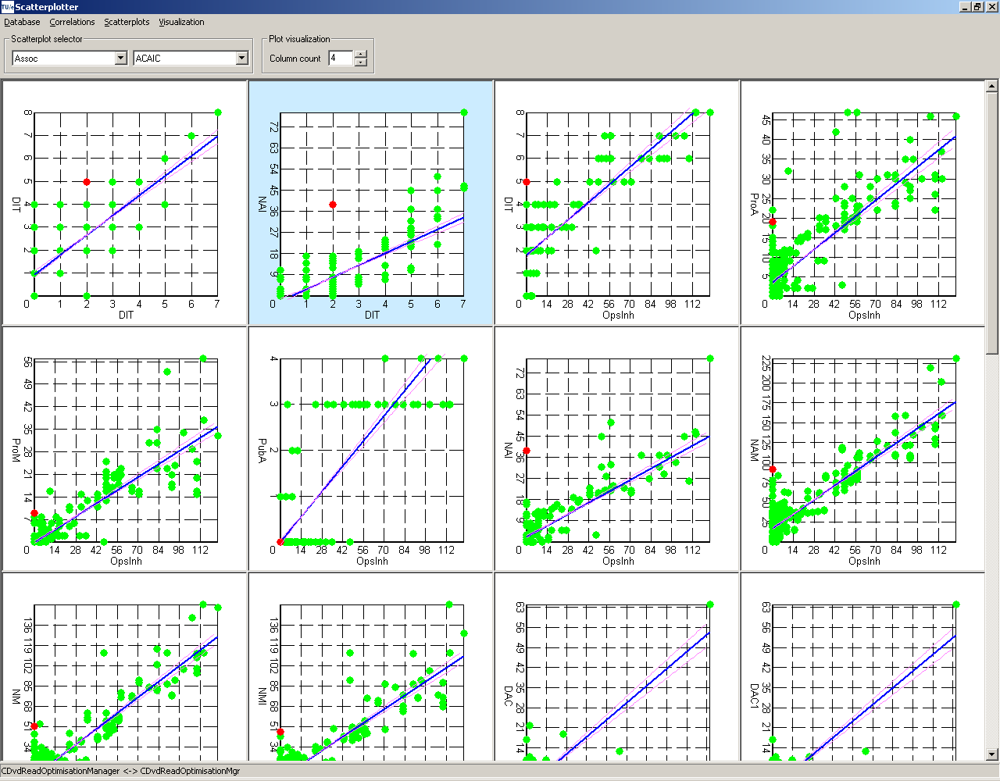 TU/e Scatterplotter
Database Correlations Scatterplots Visualization
Scatterplot selector Plot visualization
Assoc ACAIC Column count 4
8 7 6 5 4 3 2 1 0
DIT
1 2 3 4 5 6 7
DIT
72 63 54 45 36 27 18 9 0
NAI
1 2 3 4 5 6 7
DIT
8 7 6 5 4 3 2 1 0
DIT
14 28 42 56 70 84 98 112
OpsInh
45 40 35 30 25 20 15 10 5 0
ProA
14 28 42 56 70 84 98 112
OpsInh
56 49 42 35 28 21 14 7 0
ProM
14 28 42 56 70 84 98 112
OpsInh
4 3 2 1 0
PubA
14 28 42 56 70 84 98 112
OpsInh
72 63 54 45 36 27 18 9 0
NAI
14 28 42 56 70 84 98 112
OpsInh
225 200 175 150 125 100 75 50 25 0
NAM
14 28 42 56 70 84 98 112
OpsInh
136 119 102 85 68 51 34
NM
136 119 102 85 68 51 34
NMI
63 56 49 42 35 28 21 14
DAC
63 56 49 42 35 28 21 14
DAC1
CDvdReadOptimisationManager <-> CDvdReadOptimisationMgr